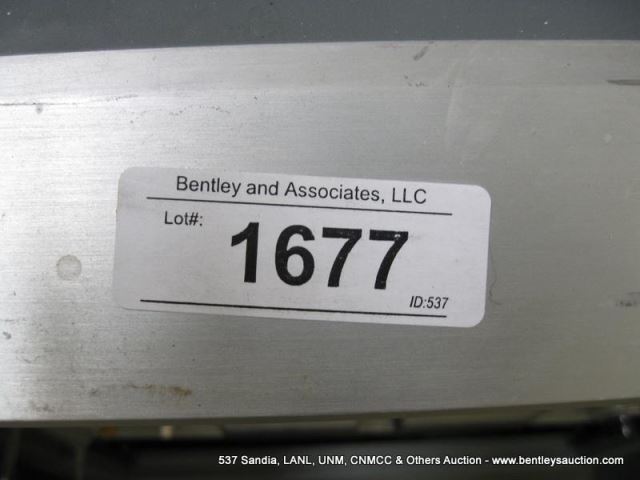 Bentley and Associates, LLC
Lot#:
1677
ID:537
537 Sandia, LANL, UNM, CNMCC & Others Auction - www.bentleysauction.com